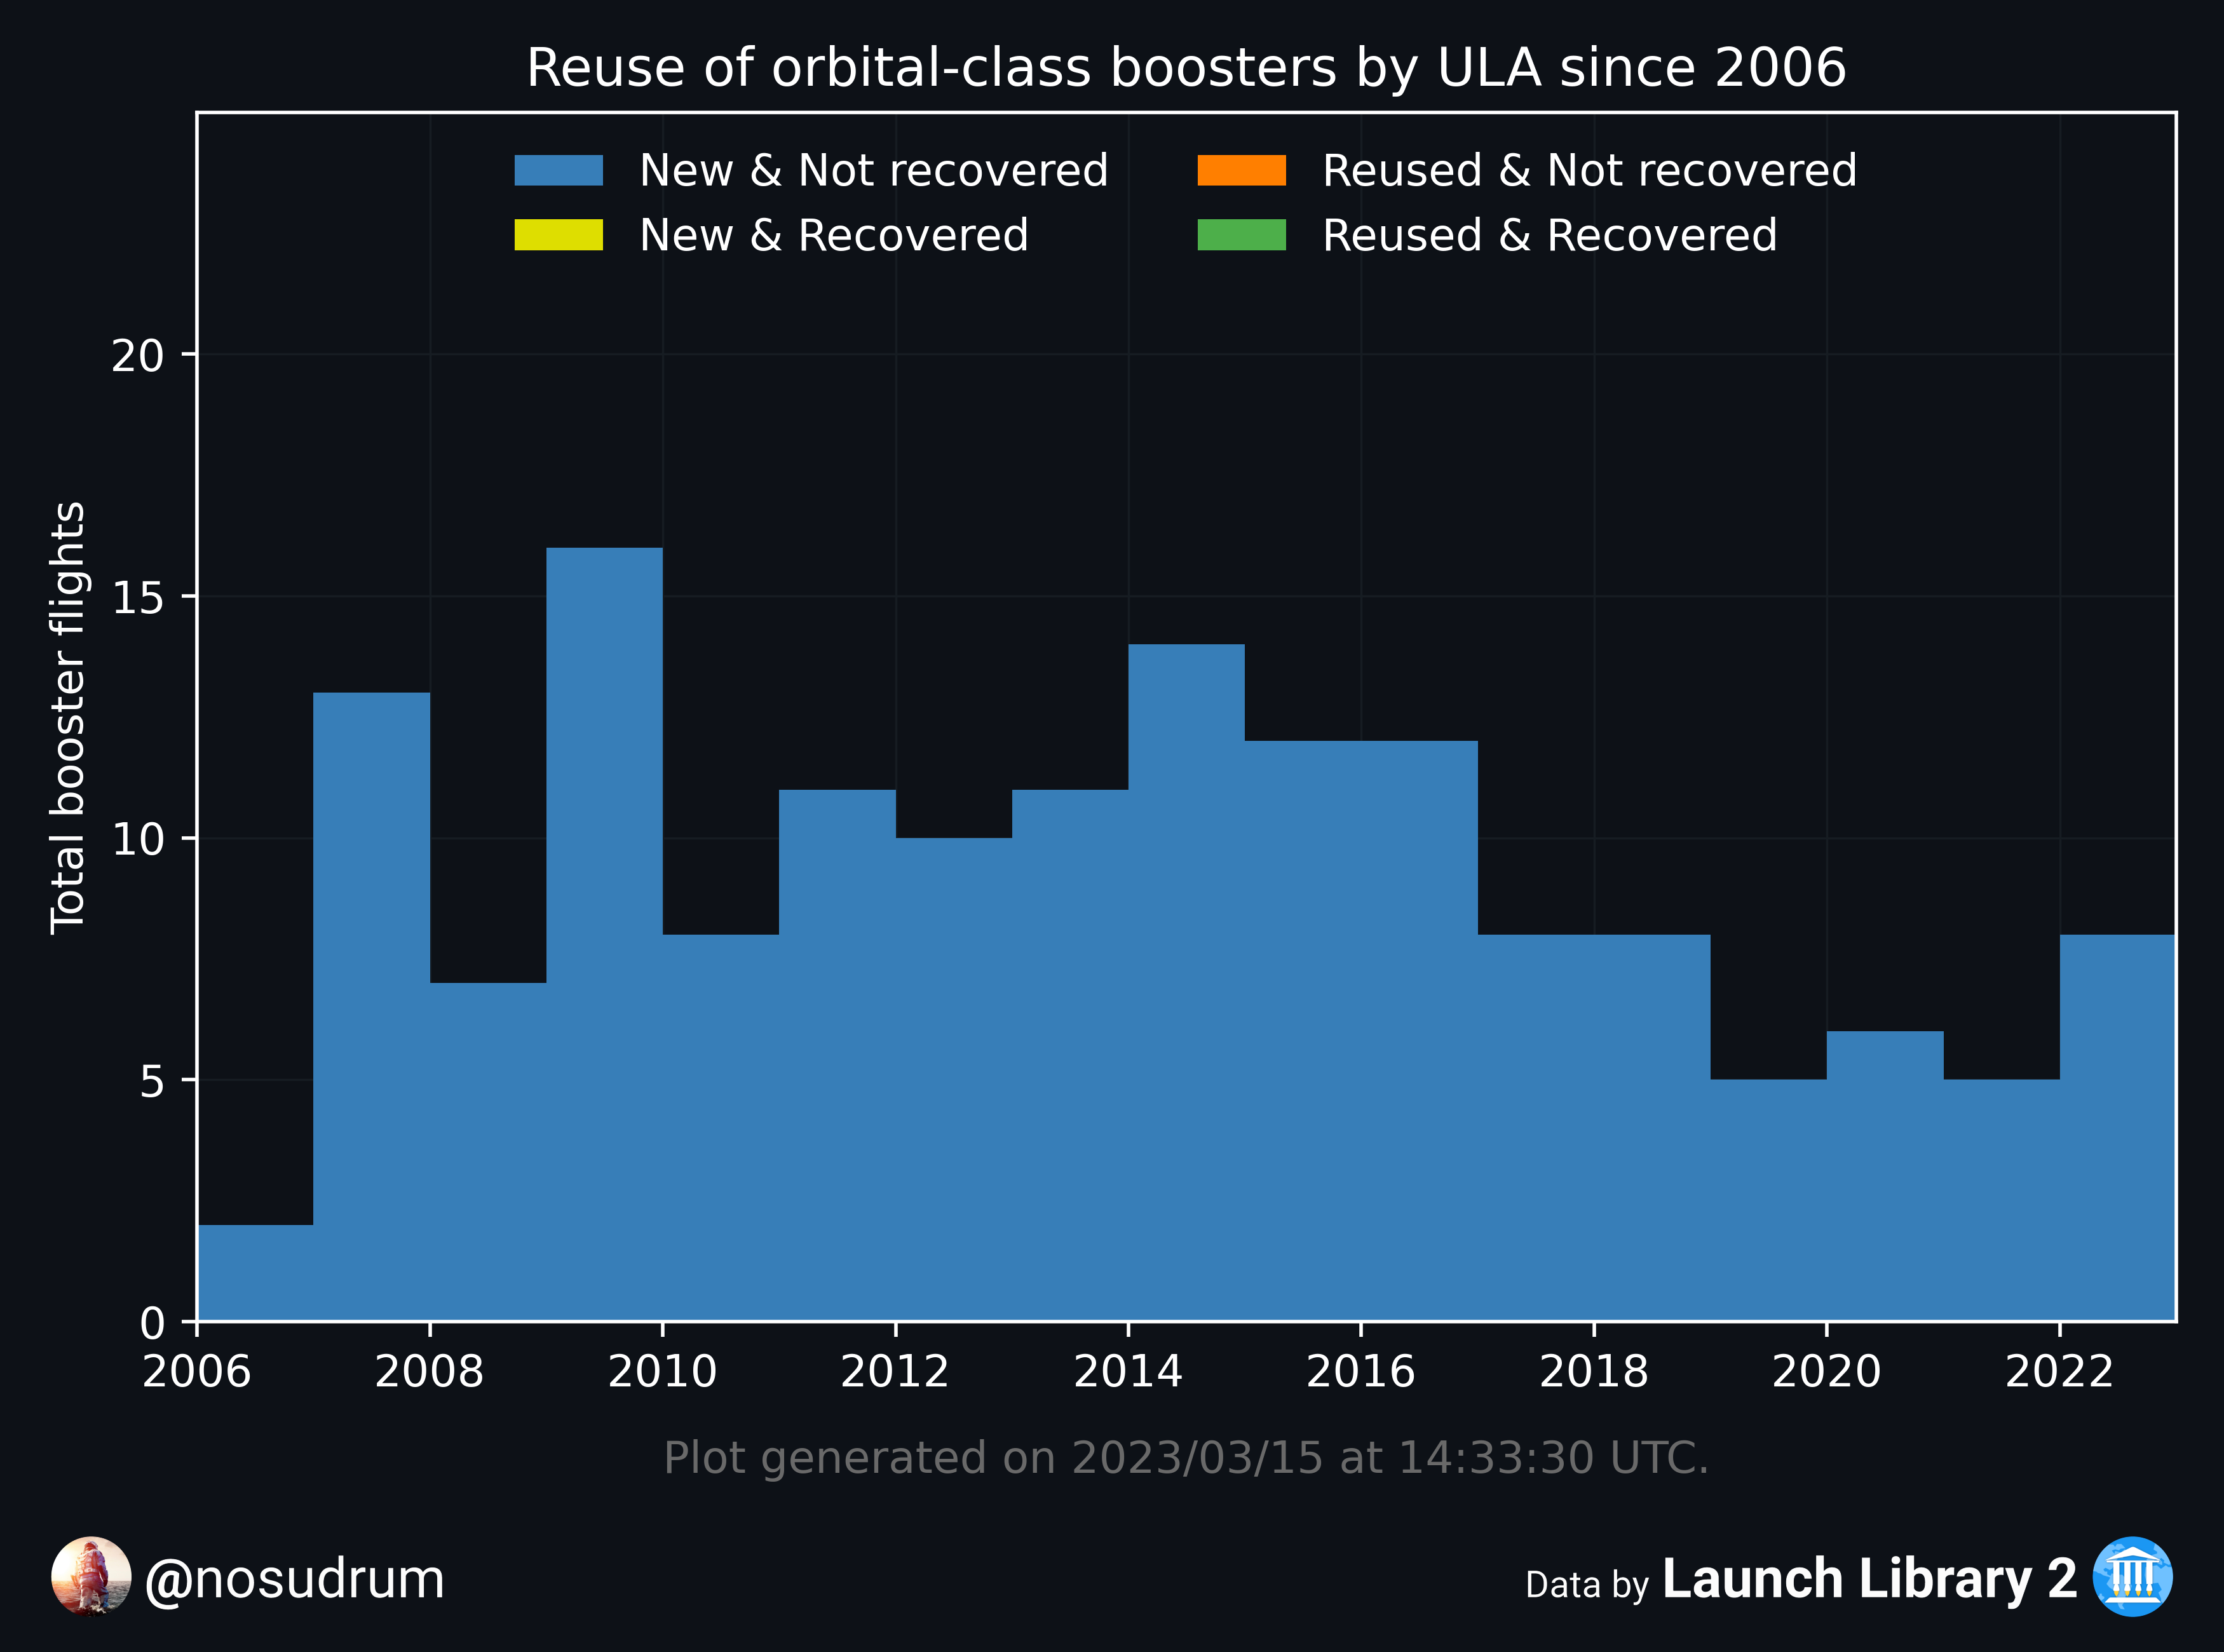 Reuse of orbital-class boosters by ULA since 2006
New & Not recovered
Reused & Not recovered
New & Recovered
Reused & Recovered
Total booster flights
20
15
10
5
0
2006 2008 2010 2012 2014 2016 2018 2020 2022
Plot generated on 2023/03/15 at 14:33:30 UTC.
@nosudrum
Data by Launch Library 2